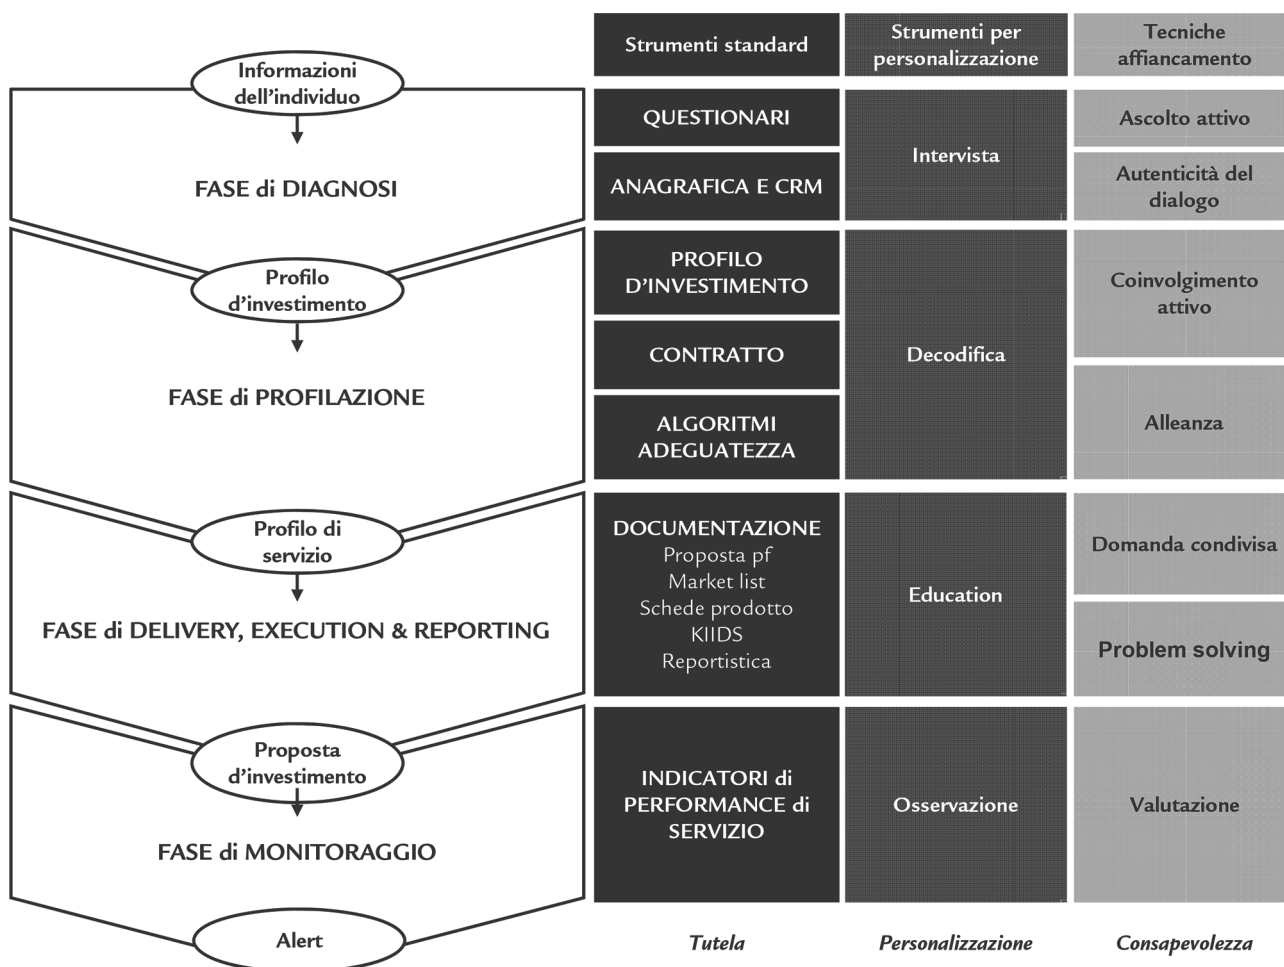 Strumenti standard
Strumenti per
personalizzazione
Tecniche
affiancamento
Informazioni
dell'individuo
FASE di DIAGNOSI
QUESTIONARI
ANAGRAFICA E CRM
Intervista
Ascolto attivo
Autenticità del
dialogo
Profilo
d'investimento
FASE di PROFILAZIONE
PROFILO
D'INVESTIMENTO
CONTRATTO
ALGORITMI
ADEGUATEZZA
Decodifica
Coinvolgimento
attivo
Alleanza
Profilo di
servizio
FASE di DELIVERY, EXECUTION & REPORTING
DOCUMENTAZIONE
Proposta pf
Market list
Schede prodotto
KIIDS
Reportistica
Education
Domanda condivisa
Problem solving
Proposta
d'investimento
FASE di MONITORAGGIO
INDICATORI di
PERFORMANCE di
SERVIZIO
Osservazione
Valutazione
Alert
Tutela
Personalizzazione
Consapevolezza